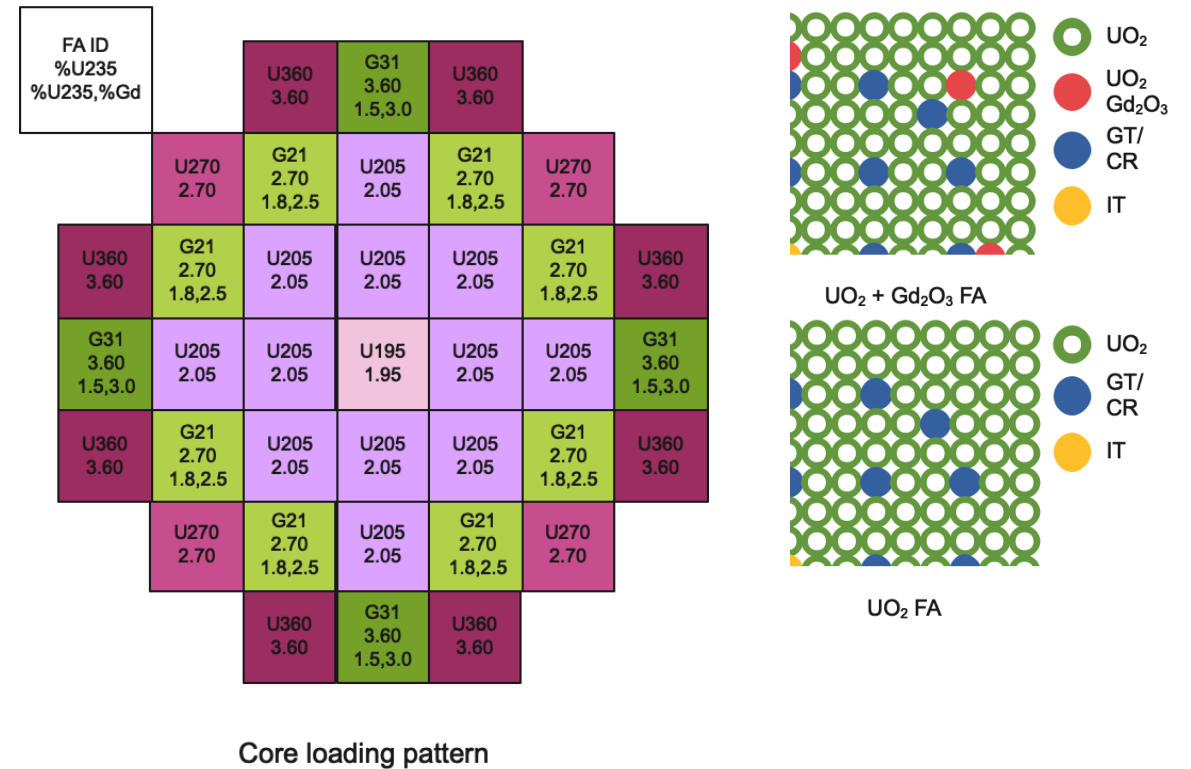 FA ID
%U235
%U235,%Gd
U360
3.60
G31
3.60
1.5,3.0
U360
3.60
U270
2.70
G21
2.70
1.8,2.5
U205
2.05
G21
2.70
1.8,2.5
U270
2.70
U360
3.60
G21
2.70
1.8,2.5
U205
2.05
U205
2.05
U205
2.05
G21
2.70
1.8,2.5
U360
3.60
G31
3.60
1.5,3.0
U205
2.05
U205
2.05
U195
1.95
U205
2.05
U205
2.05
G31
3.60
1.5,3.0
U360
3.60
G21
2.70
1.8,2.5
U205
2.05
U205
2.05
U205
2.05
G21
2.70
1.8,2.5
U360
3.60
U270
2.70
G21
2.70
1.8,2.5
U205
2.05
G21
2.70
1.8,2.5
U270
2.70
U360
3.60
G31
3.60
1.5,3.0
U360
3.60
Core loading pattern
UO₂
UO₂
Gd₂O₃
GT/
CR
IT
UO₂ + Gd₂O₃ FA
UO₂
GT/
CR
IT
UO₂ FA